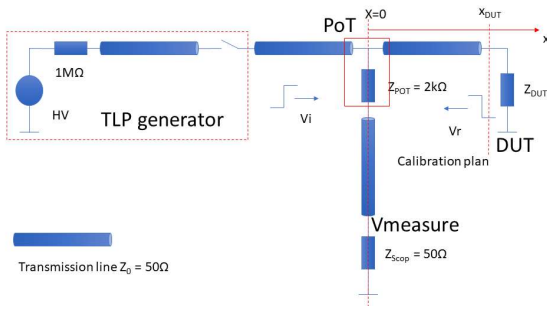 X=0
x_DUT
x
PoT
1MΩ
HV
TLP generator
Z_POT = 2kΩ
Z_DUT
Vi
Vr
DUT
Calibration plan
Vmeasure
Z_Scop = 50Ω
Transmission line Z_0 = 50Ω